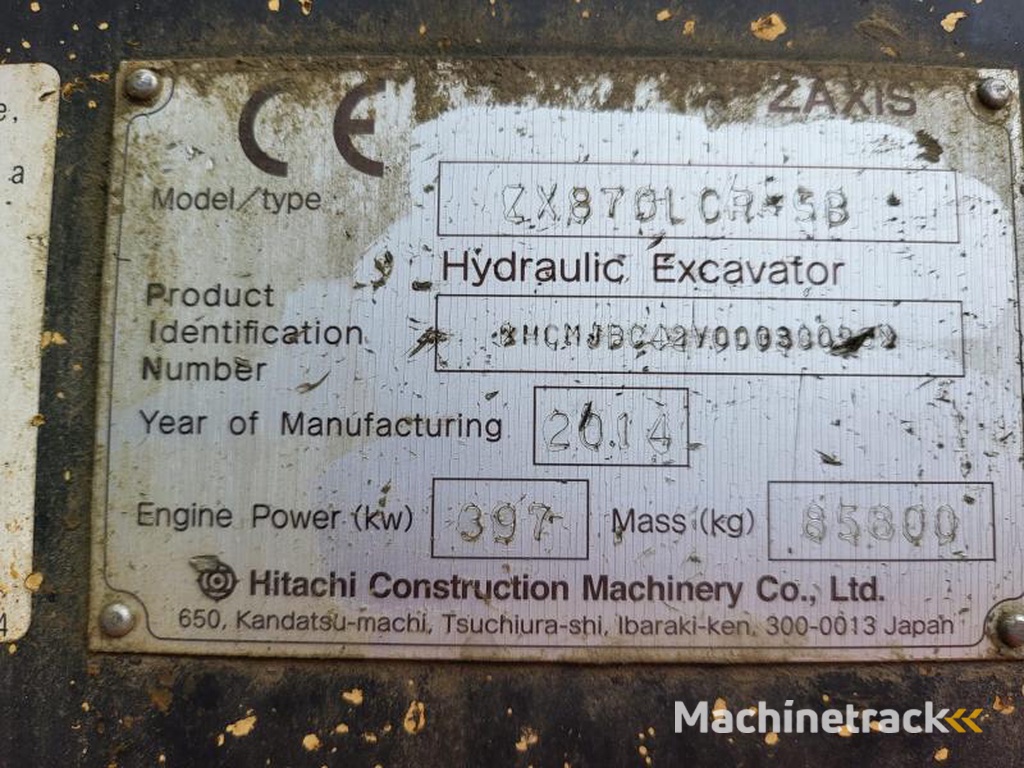 e,
a
4
CE
ZAXIS
Model/type
ZX870LCR-5B
Hydraulic Excavator
Product
Identification
Number
Year of Manufacturing
2014
Engine Power (kw)
397
Mass (kg)
85800
Hitachi Construction Machinery Co., Ltd.
650, Kandatsu-machi, Tsuchiura-shi, Ibaraki-ken, 300-0013 Japan
Machinetrack